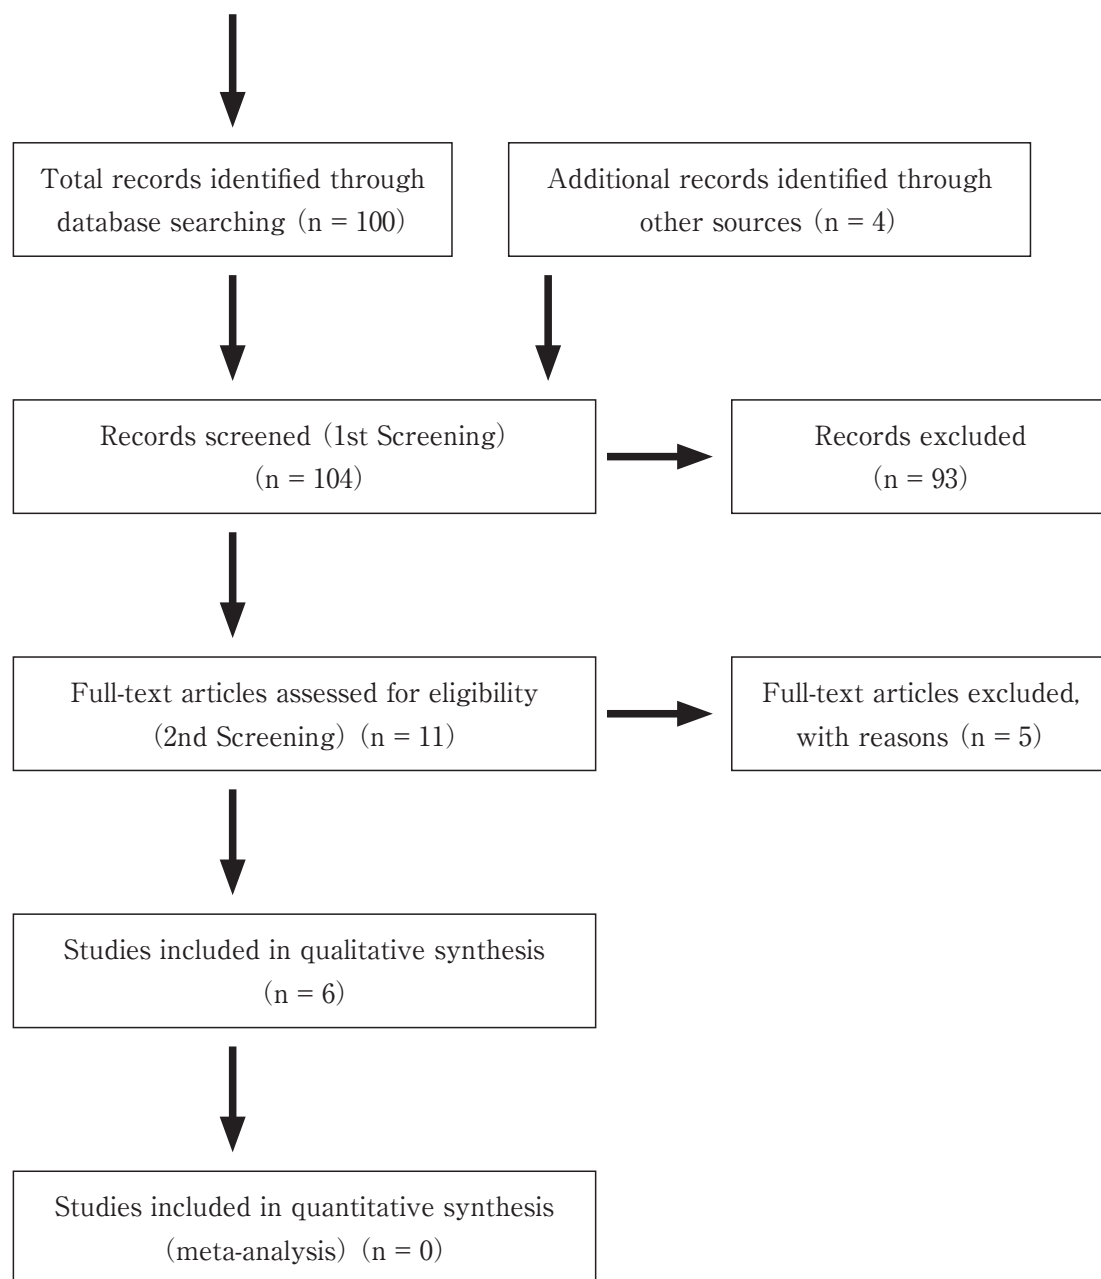 Total records identified through
database searching (n = 100)
Additional records identified through
other sources (n = 4)
Records screened (1st Screening)
(n = 104)
Records excluded
(n = 93)
Full-text articles assessed for eligibility
(2nd Screening) (n = 11)
Full-text articles excluded,
with reasons (n = 5)
Studies included in qualitative synthesis
(n = 6)
Studies included in quantitative synthesis
(meta-analysis) (n = 0)